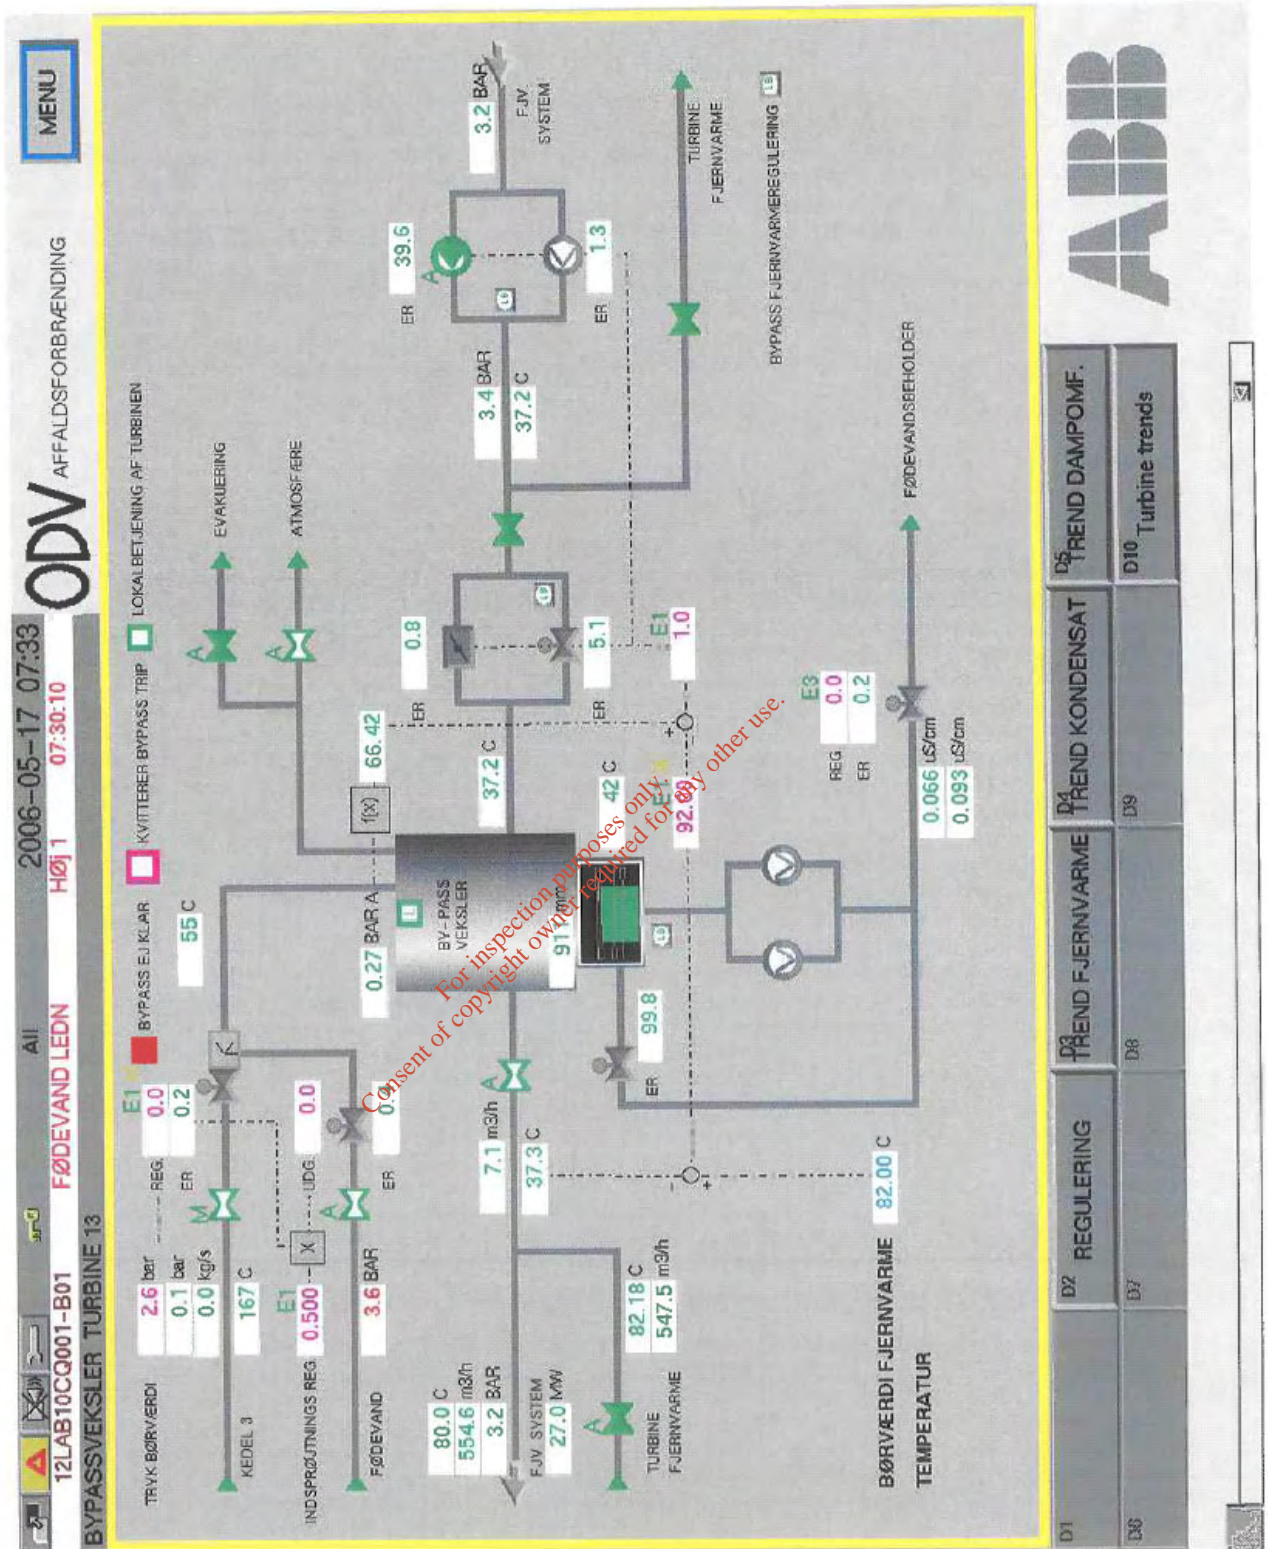 All
2006-05-17 07:33
12LAB10CQ001-B01
FØDEVAND LEDN
HØj 1
07:30:10
ODV AFFALDSFORBRÆNDING
MENU
BYPASSVEKSLER TURBINE 13
BYPASS EJ KLAR
KVITTERER BYPASS TRIP
LOKALBETJENING AF TURBINEN
TRYK BØRVÆRDI
2.6 bar
0.1 bar
0.0 kg/s
167 C
KEDEL 3
E1
REG.
0.0
ER
0.2
M
55 C
EVAKUERING
A
ATMOSFÆRE
A
INDSPRØJTNINGS REG.
E1
0.500
X
UDG.
0.0
FØDEVAND
3.6 BAR
A
ER
0.27 BAR A
f(x)
66.42
L
BY-PASS
VEKSLER
37.2 C
42 C
ER
0.8
ER
5.1
LB
E1
1.0
3.4 BAR
37.2 C
ER
39.6
A
LB
ER
1.3
3.2 BAR
FJV
SYSTEM
TURBINE
FJERNVARME
BYPASS FJERNVARMEREGULERING
LB
80.0 C
554.6 m3/h
3.2 BAR
FJV SYSTEM
27.0 MW
7.1 m3/h
37.3 C
A
82.18 C
547.5 m3/h
A
TURBINE
FJERNVARME
99.8
ER
LB
E3
REG
0.0
ER
0.2
0.066 uS/cm
0.093 uS/cm
FØDEVANDSBEHOLDER
BØRVÆRDI FJERNVARME
TEMPERATUR
82.00 C
For inspection purposes only.
Consent of copyright owner required for any other use.
D1
D2
REGULERING
D3
TREND FJERNVARME
D4
TREND KONDENSAT
D5
TREND DAMPOMF.
D6
D7
D8
D9
D10
Turbine trends
ABB